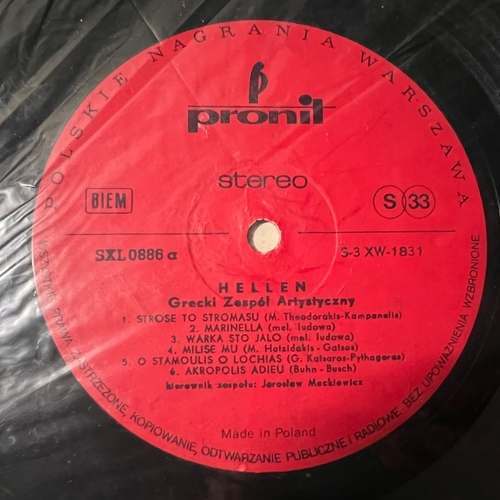 POLSKIE NAGRANIA WARSZAWA
pronit
stereo
BIEM
S 33
SXL 0886 a
S-3 XW-1831
HELLEN
Grecki Zespół Artystyczny
1. STROSE TO STROMASU (M. Theodorakis-Kampanelis)
2. MARINELLA (mel. ludowa)
3. WARKA STO JALO (mel. ludowa)
4. MILISE MU (M. Hatzidakis-Gatsos)
5. O STAMOULIS O LOCHIAS (G. Katsaros-Pythagoras)
6. AKROPOLIS ADIEU (Buhn-Busch)
kierownik zespołu: Jarosław Mackiewicz
Made in Poland
PRAWA ZASTRZEŻONE, KOPIOWANIE, ODTWARZANIE PUBLICZNE I RADIOWE BEZ UPOWAŻNIENIA WZBRONIONE